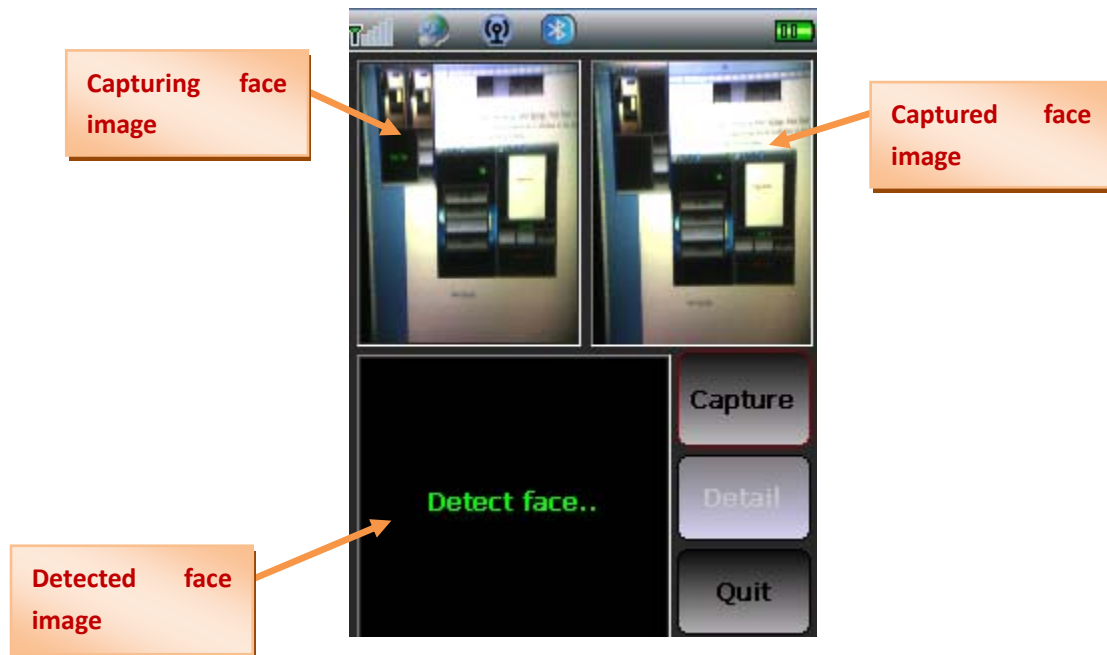 Capturing face
image
Captured face
image
Capture
Detect face..
Detail
Detected face
image
Quit